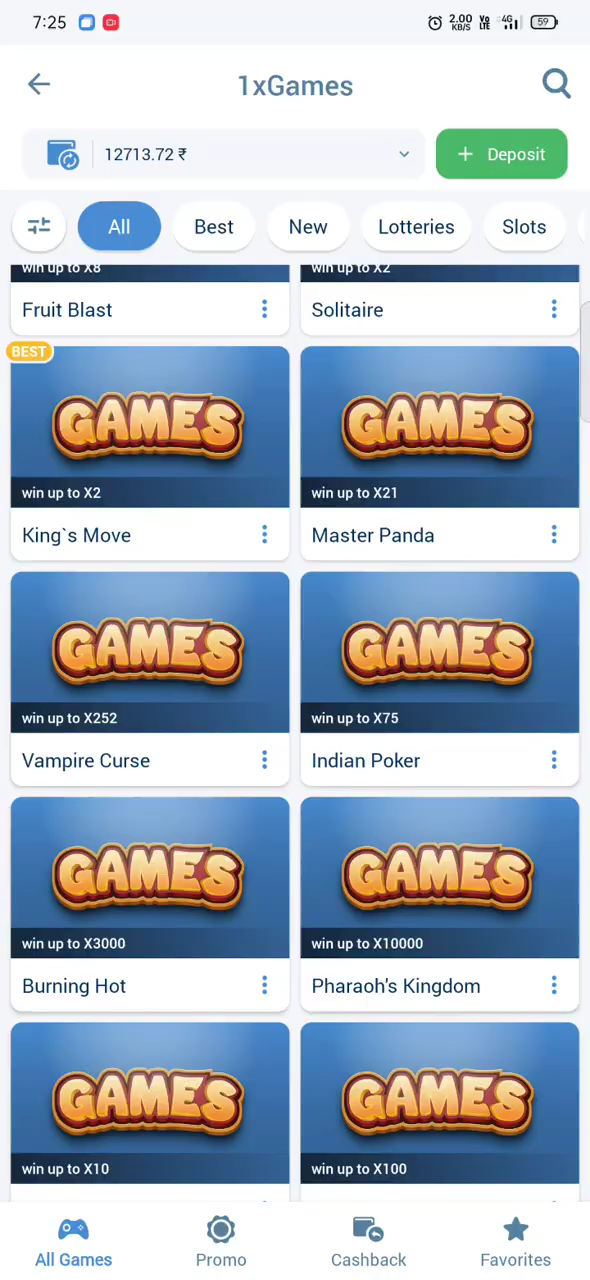 7:25
2.00 KB/S
Vo LTE
4G
59
1xGames
12713.72 ₹
+ Deposit
All
Best
New
Lotteries
Slots
win up to X8
win up to X2
Fruit Blast
Solitaire
BEST
GAMES
GAMES
win up to X2
win up to X21
King`s Move
Master Panda
GAMES
GAMES
win up to X252
win up to X75
Vampire Curse
Indian Poker
GAMES
GAMES
win up to X3000
win up to X10000
Burning Hot
Pharaoh's Kingdom
GAMES
GAMES
win up to X10
win up to X100
All Games
Promo
Cashback
Favorites